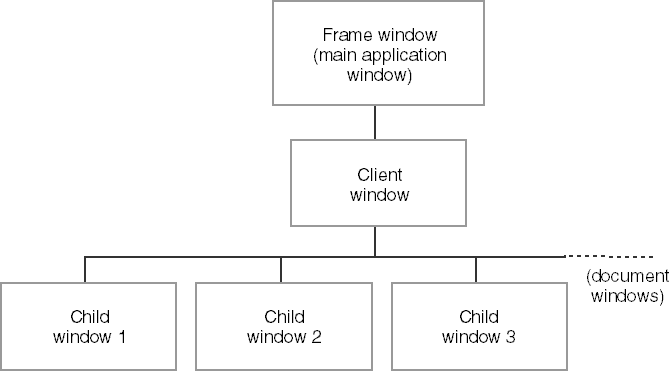 Frame window
(main application
window)
Client
window
(document
windows)
Child
window 1
Child
window 2
Child
window 3